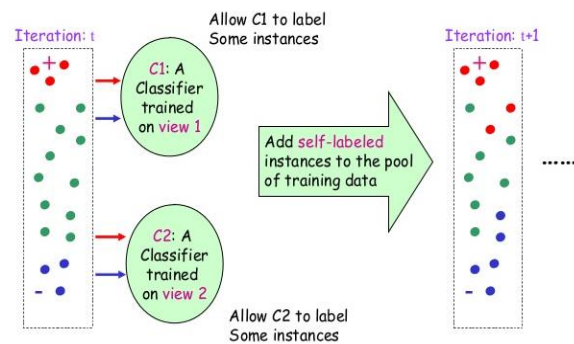 Allow C1 to label
Some instances
Iteration: t
+
C1: A
Classifier
trained
on view 1
Add self-labeled
instances to the pool
of training data
C2: A
Classifier
trained
on view 2
-
Allow C2 to label
Some instances
Iteration: t+1
+
-
......